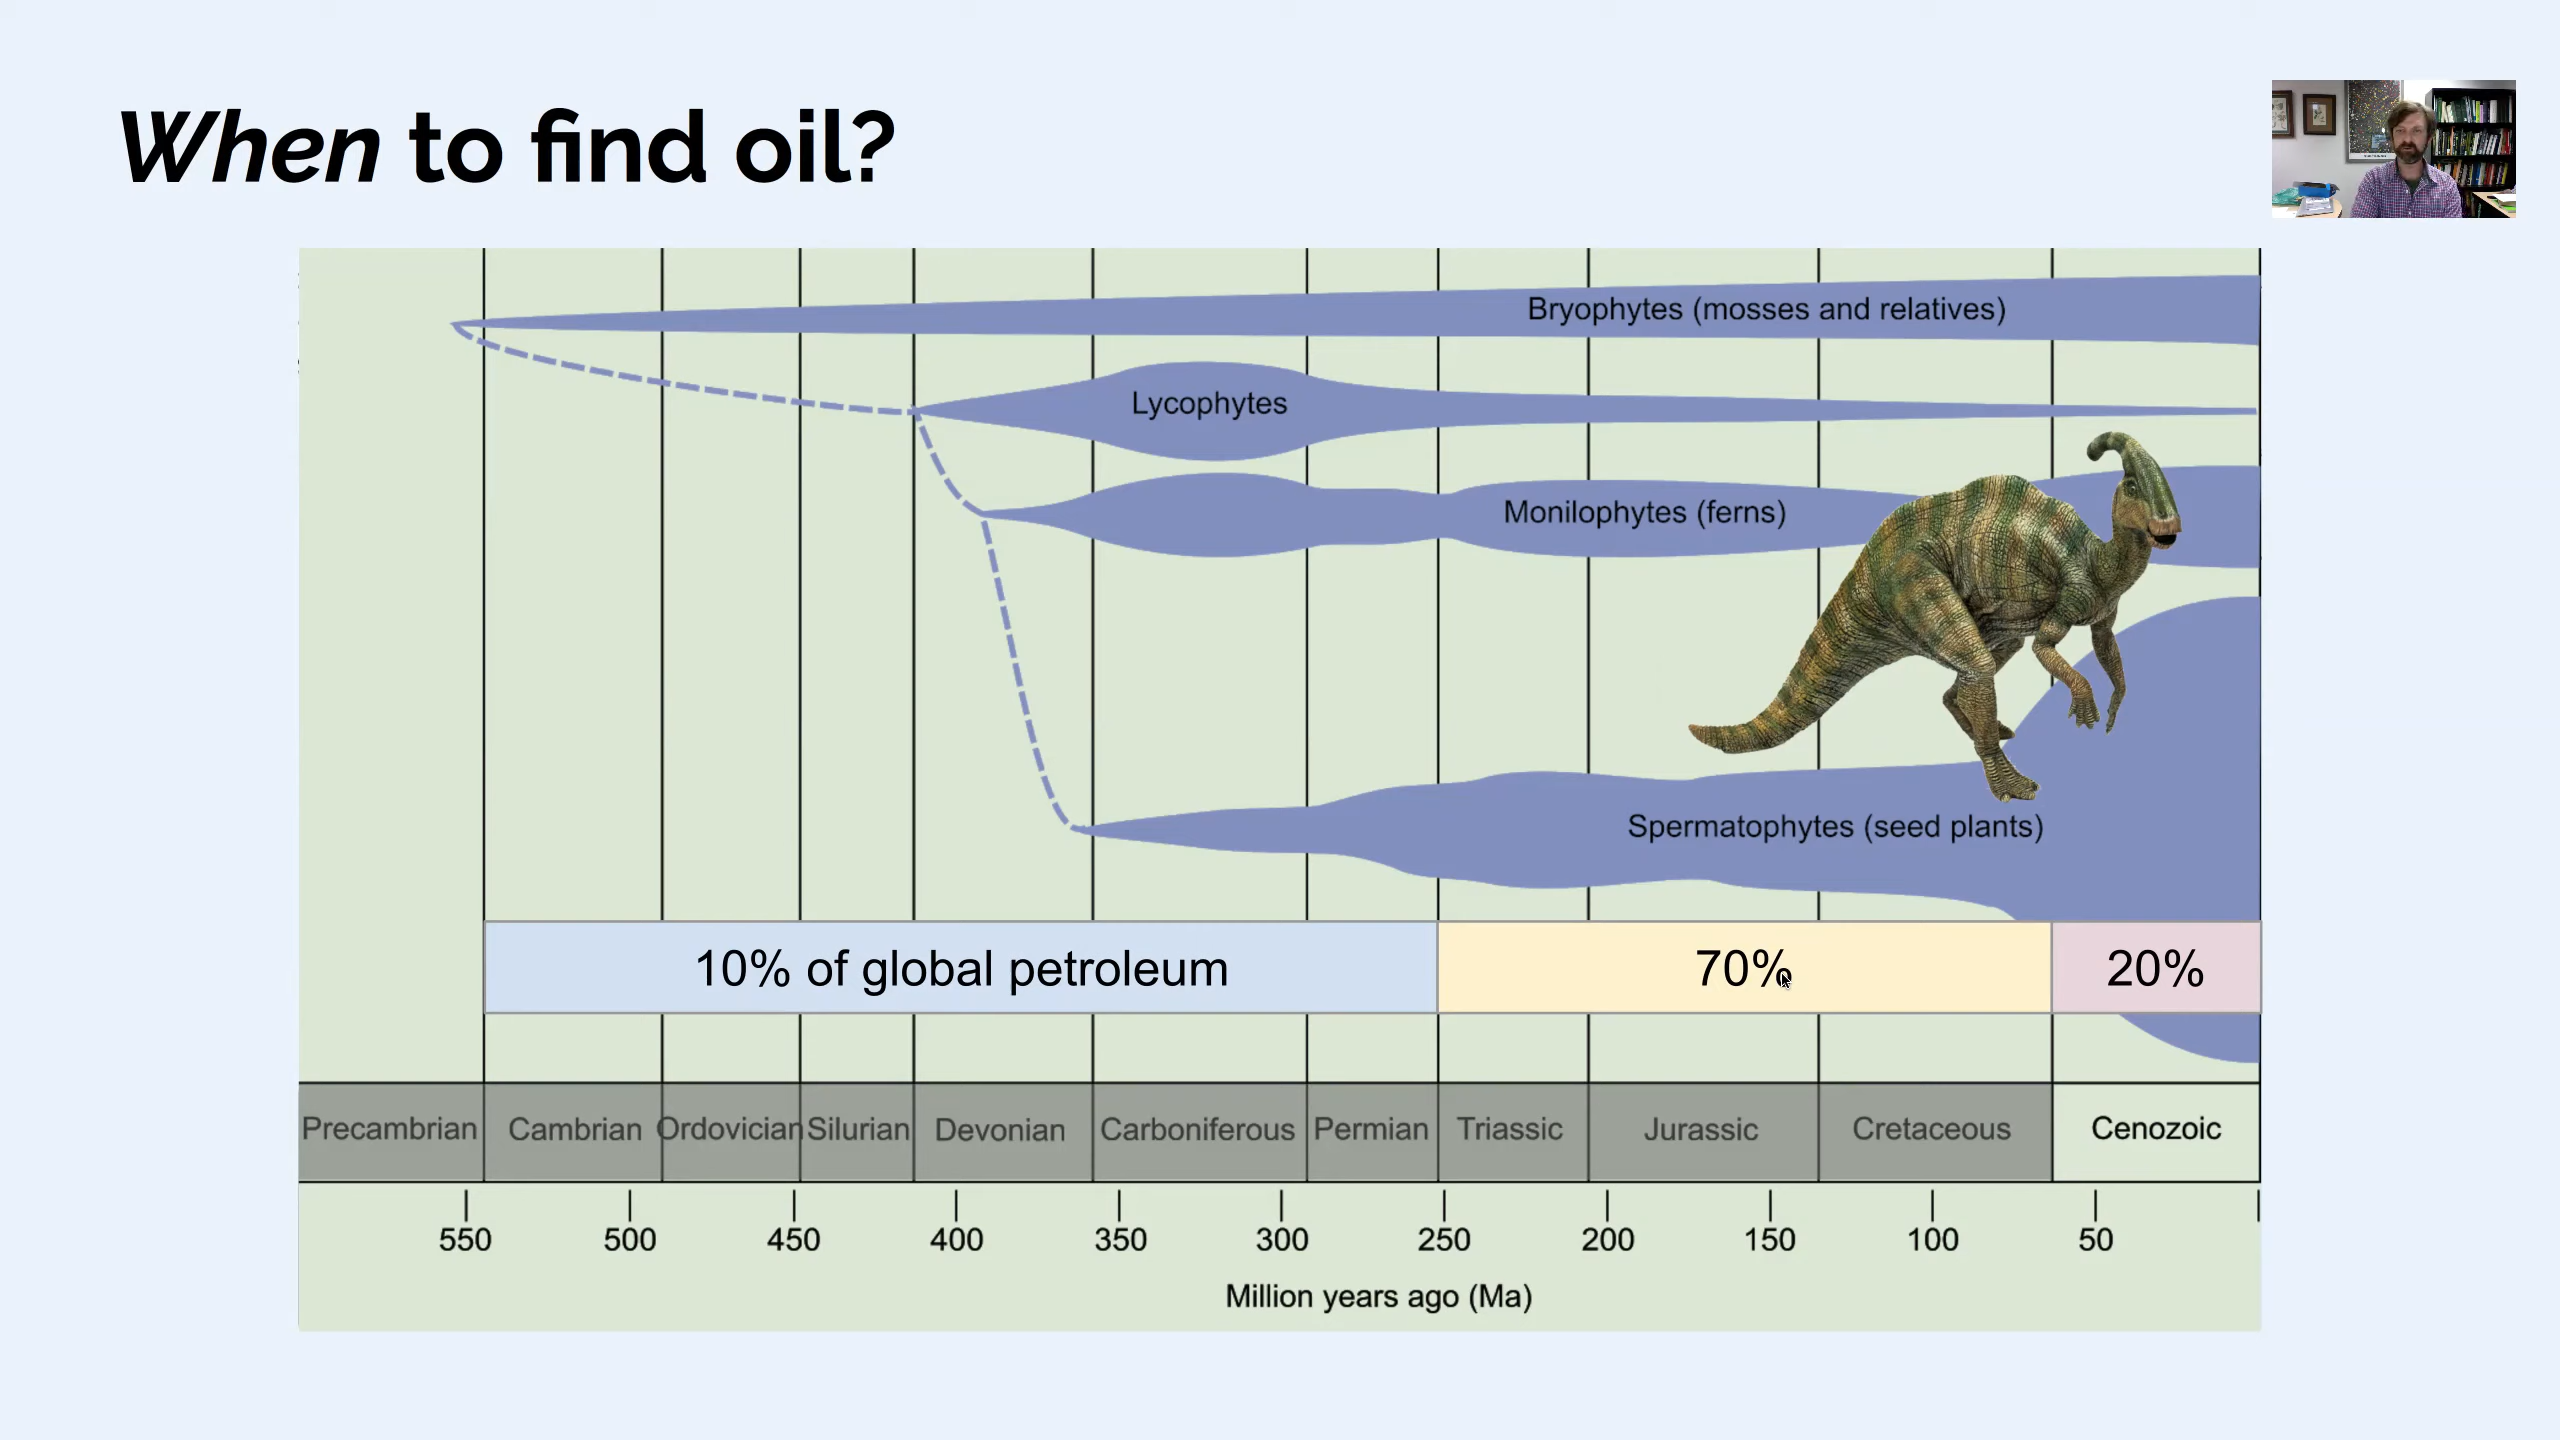 When to find oil?
Bryophytes (mosses and relatives)
Lycophytes
Monilophytes (ferns)
Spermatophytes (seed plants)
10% of global petroleum 70% 20%
Precambrian Cambrian Ordovician Silurian Devonian Carboniferous Permian Triassic Jurassic Cretaceous Cenozoic
550 500 450 400 350 300 250 200 150 100 50
Million years ago (Ma)